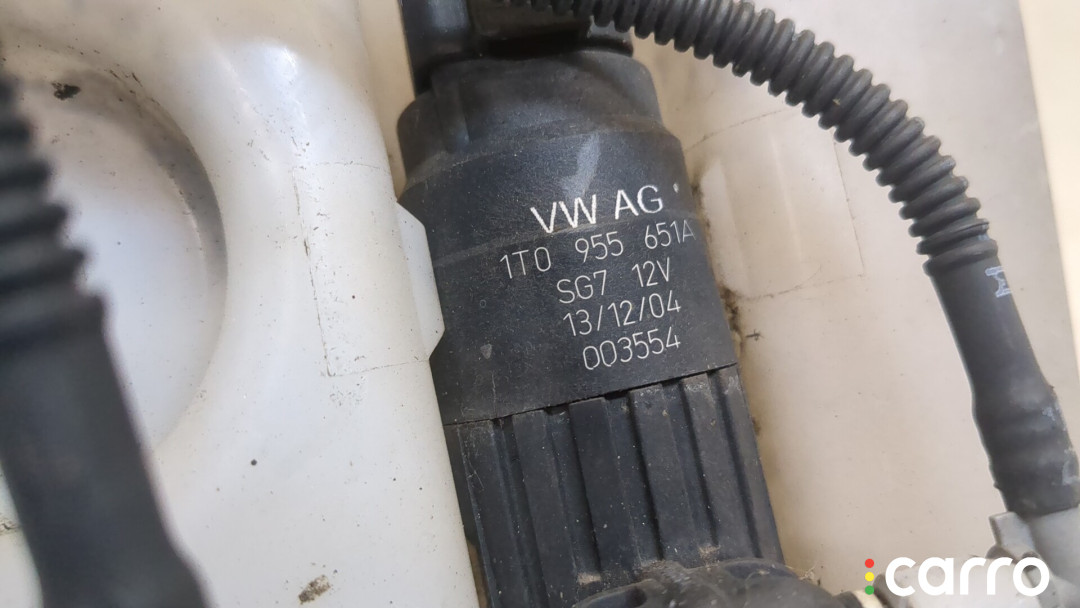 VW AG
1T0 955 651A
SG7 12V
13/12/04
003554
carro